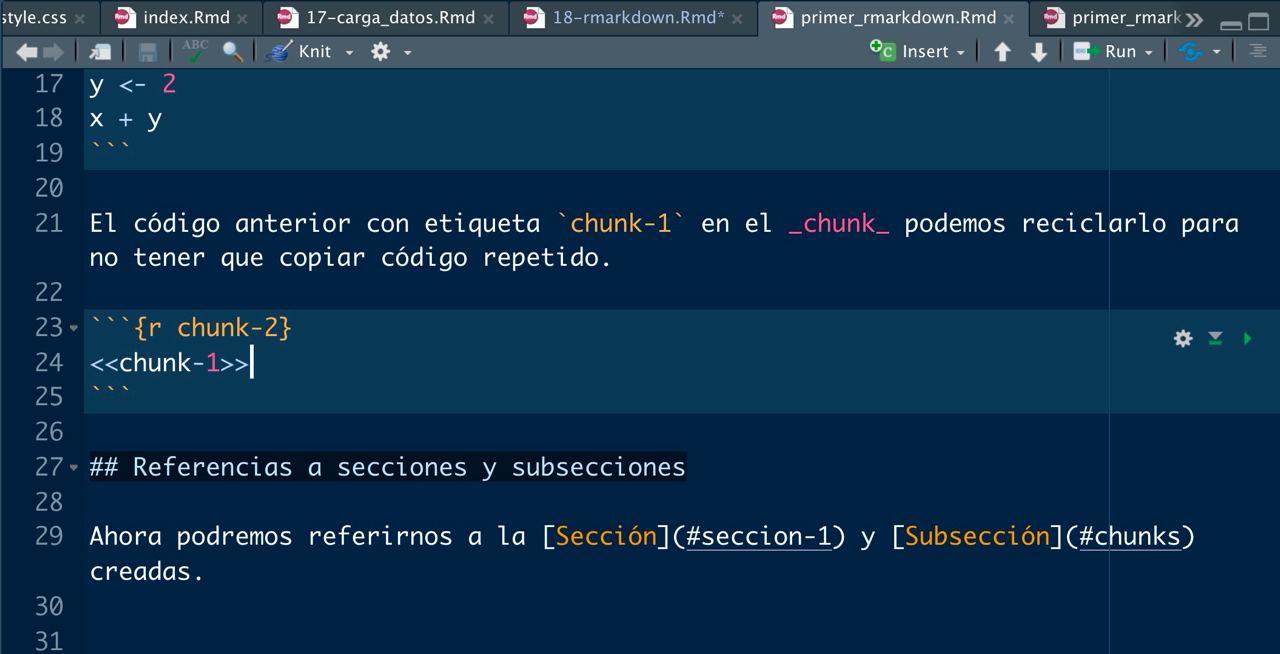 style.css
index.Rmd
17-carga_datos.Rmd
18-rmarkdown.Rmd*
primer_rmarkdown.Rmd
primer_rmark
ABC
Knit
Insert
Run
17 y <- 2
18 x + y
19 ```
20
21 El código anterior con etiqueta `chunk-1` en el _chunk_ podemos reciclarlo para
no tener que copiar código repetido.
22
23 ```{r chunk-2}
24 <<chunk-1>>
25 ```
26
27 ## Referencias a secciones y subsecciones
28
29 Ahora podremos referirnos a la [Sección](#seccion-1) y [Subsección](#chunks)
creadas.
30
31